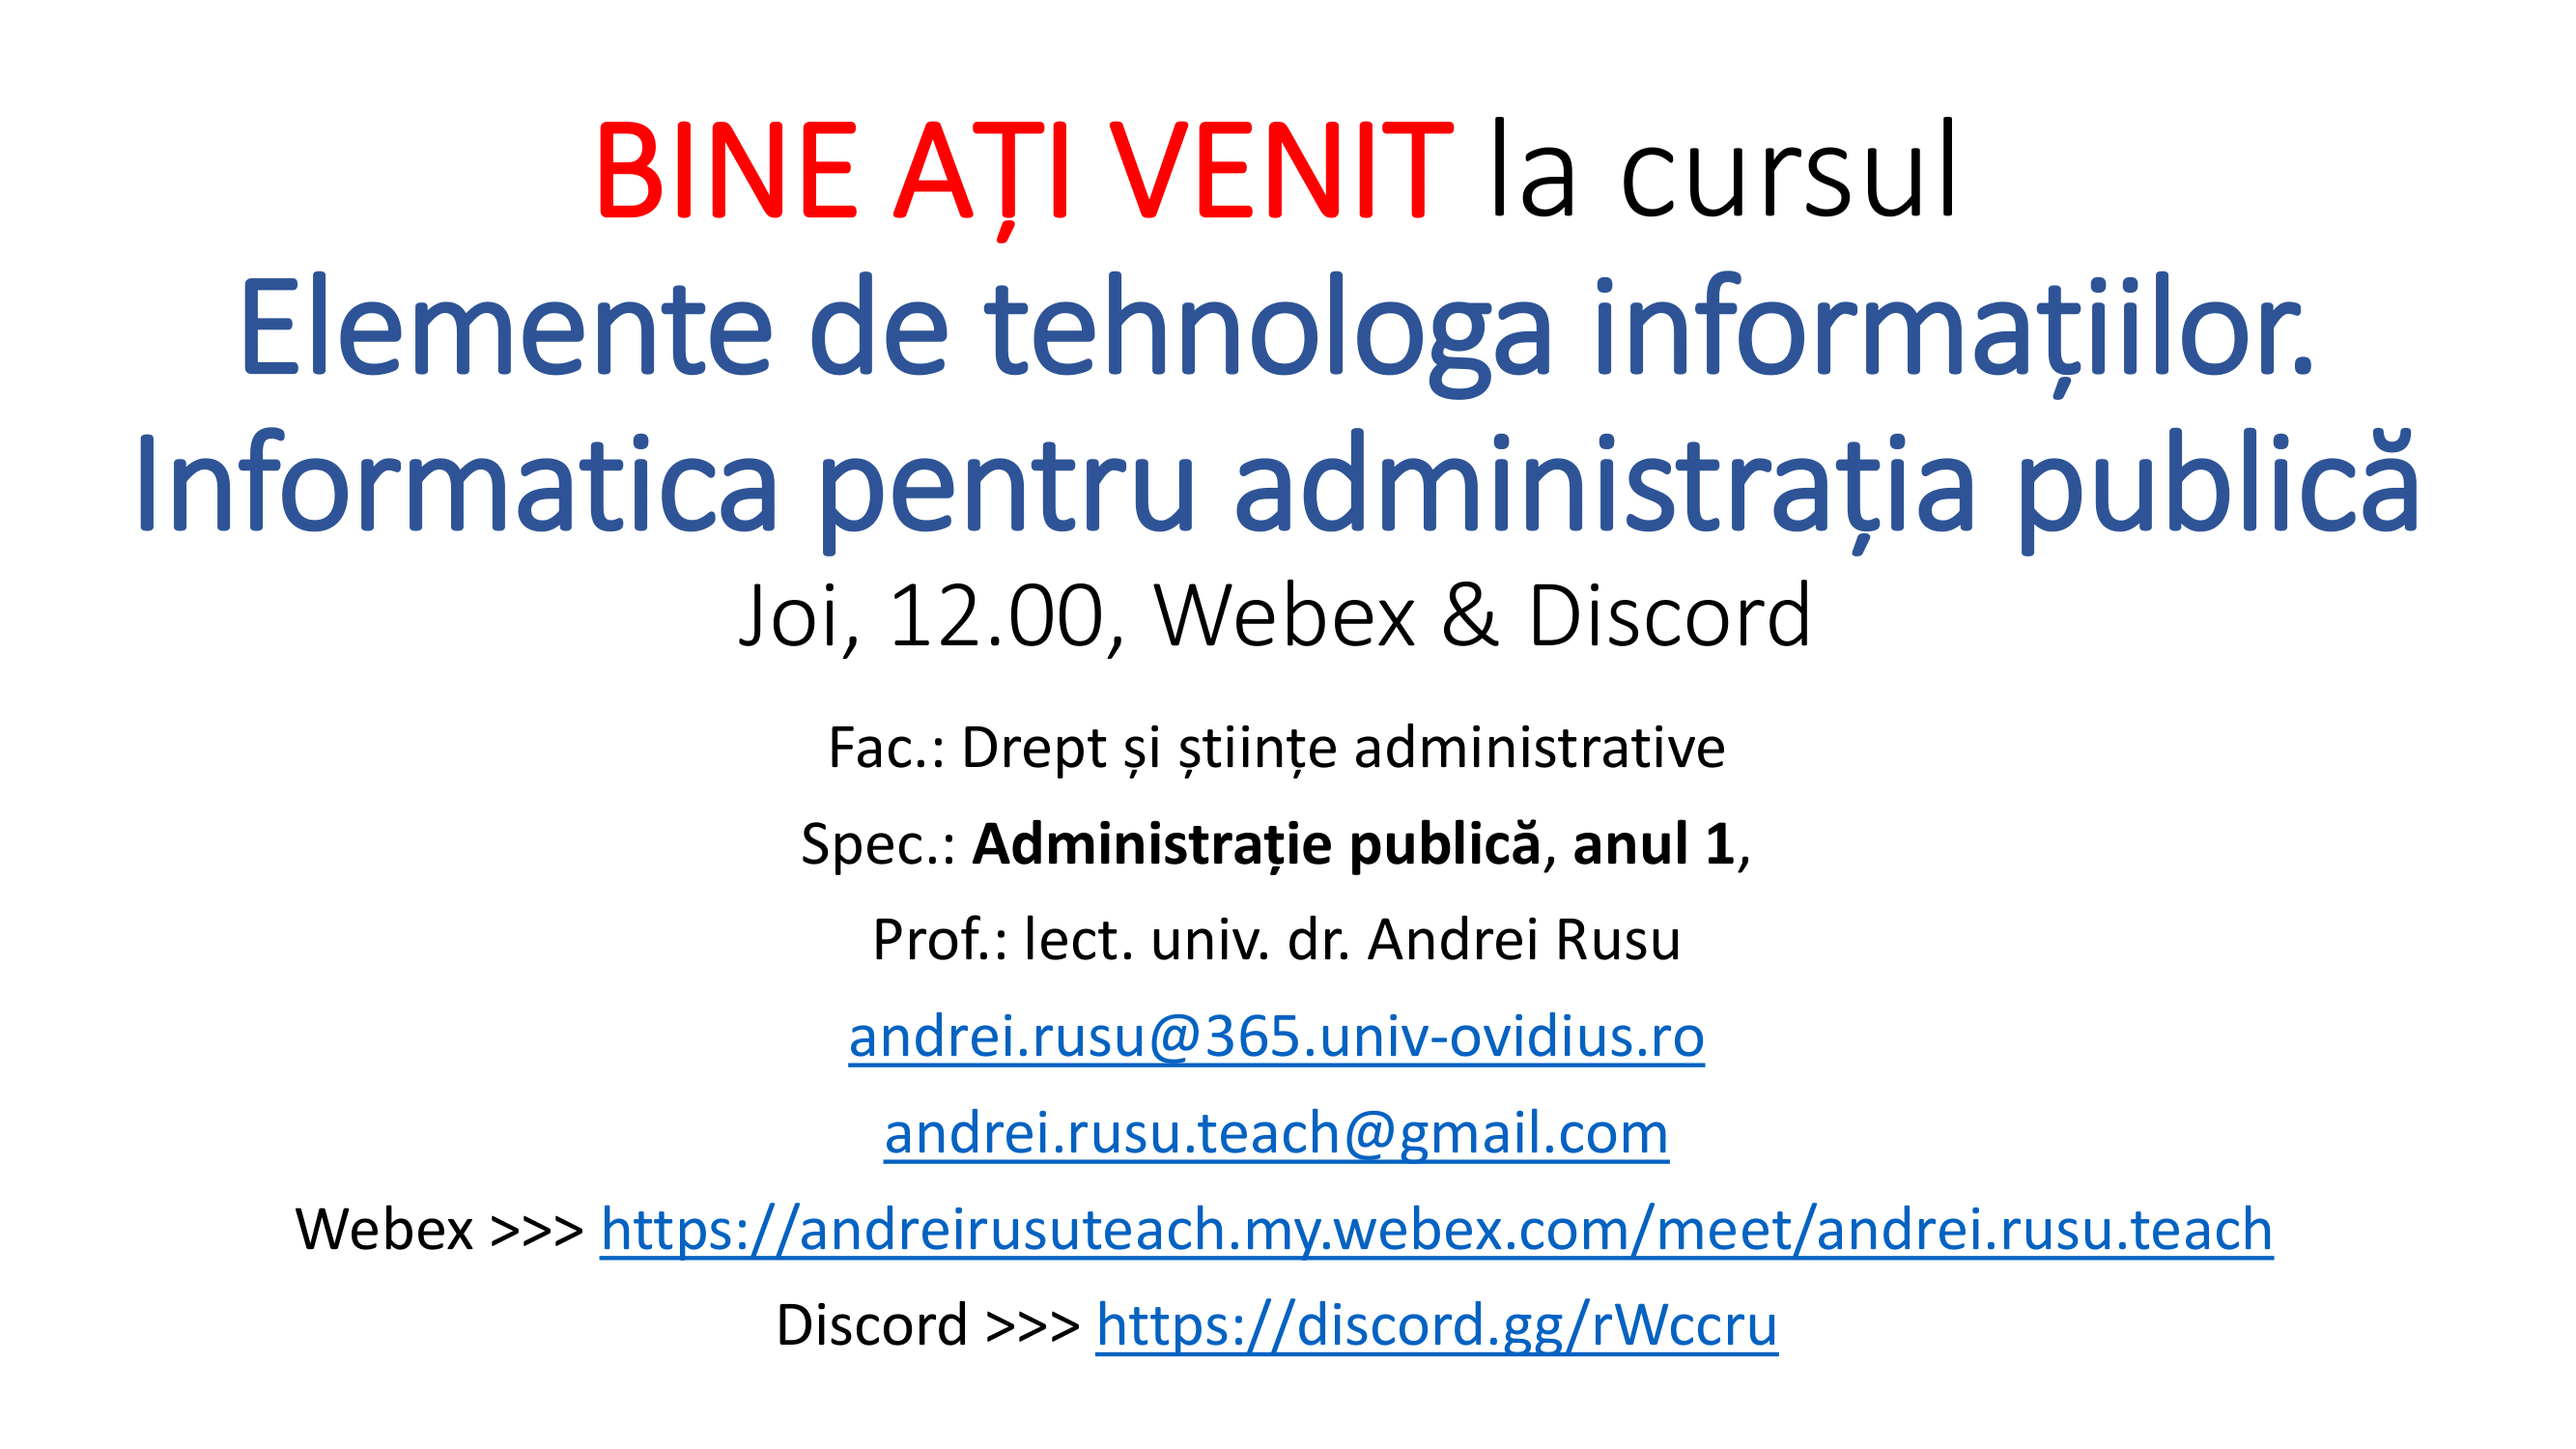 BINE AȚI VENIT la cursul
Elemente de tehnologa informațiilor.
Informatica pentru administrația publică
Joi, 12.00, Webex & Discord
Fac.: Drept și științe administrative
Spec.: Administrație publică, anul 1,
Prof.: lect. univ. dr. Andrei Rusu
andrei.rusu@365.univ-ovidius.ro
andrei.rusu.teach@gmail.com
Webex >>> https://andreirusuteach.my.webex.com/meet/andrei.rusu.teach
Discord >>> https://discord.gg/rWccru